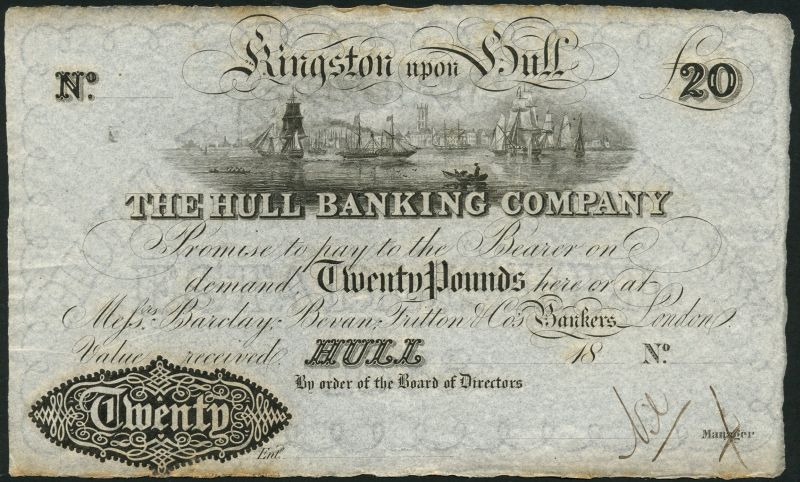 Kingston upon Hull
Nº. £20
THE HULL BANKING COMPANY
Promise to pay to the Bearer on
demand Twenty Pounds here or at
Messrs. Barclay, Bevan, Tritton & Co's Bankers London.
Value received HULL 18 Nº.
By order of the Board of Directors
Twenty
Entd.
Manager